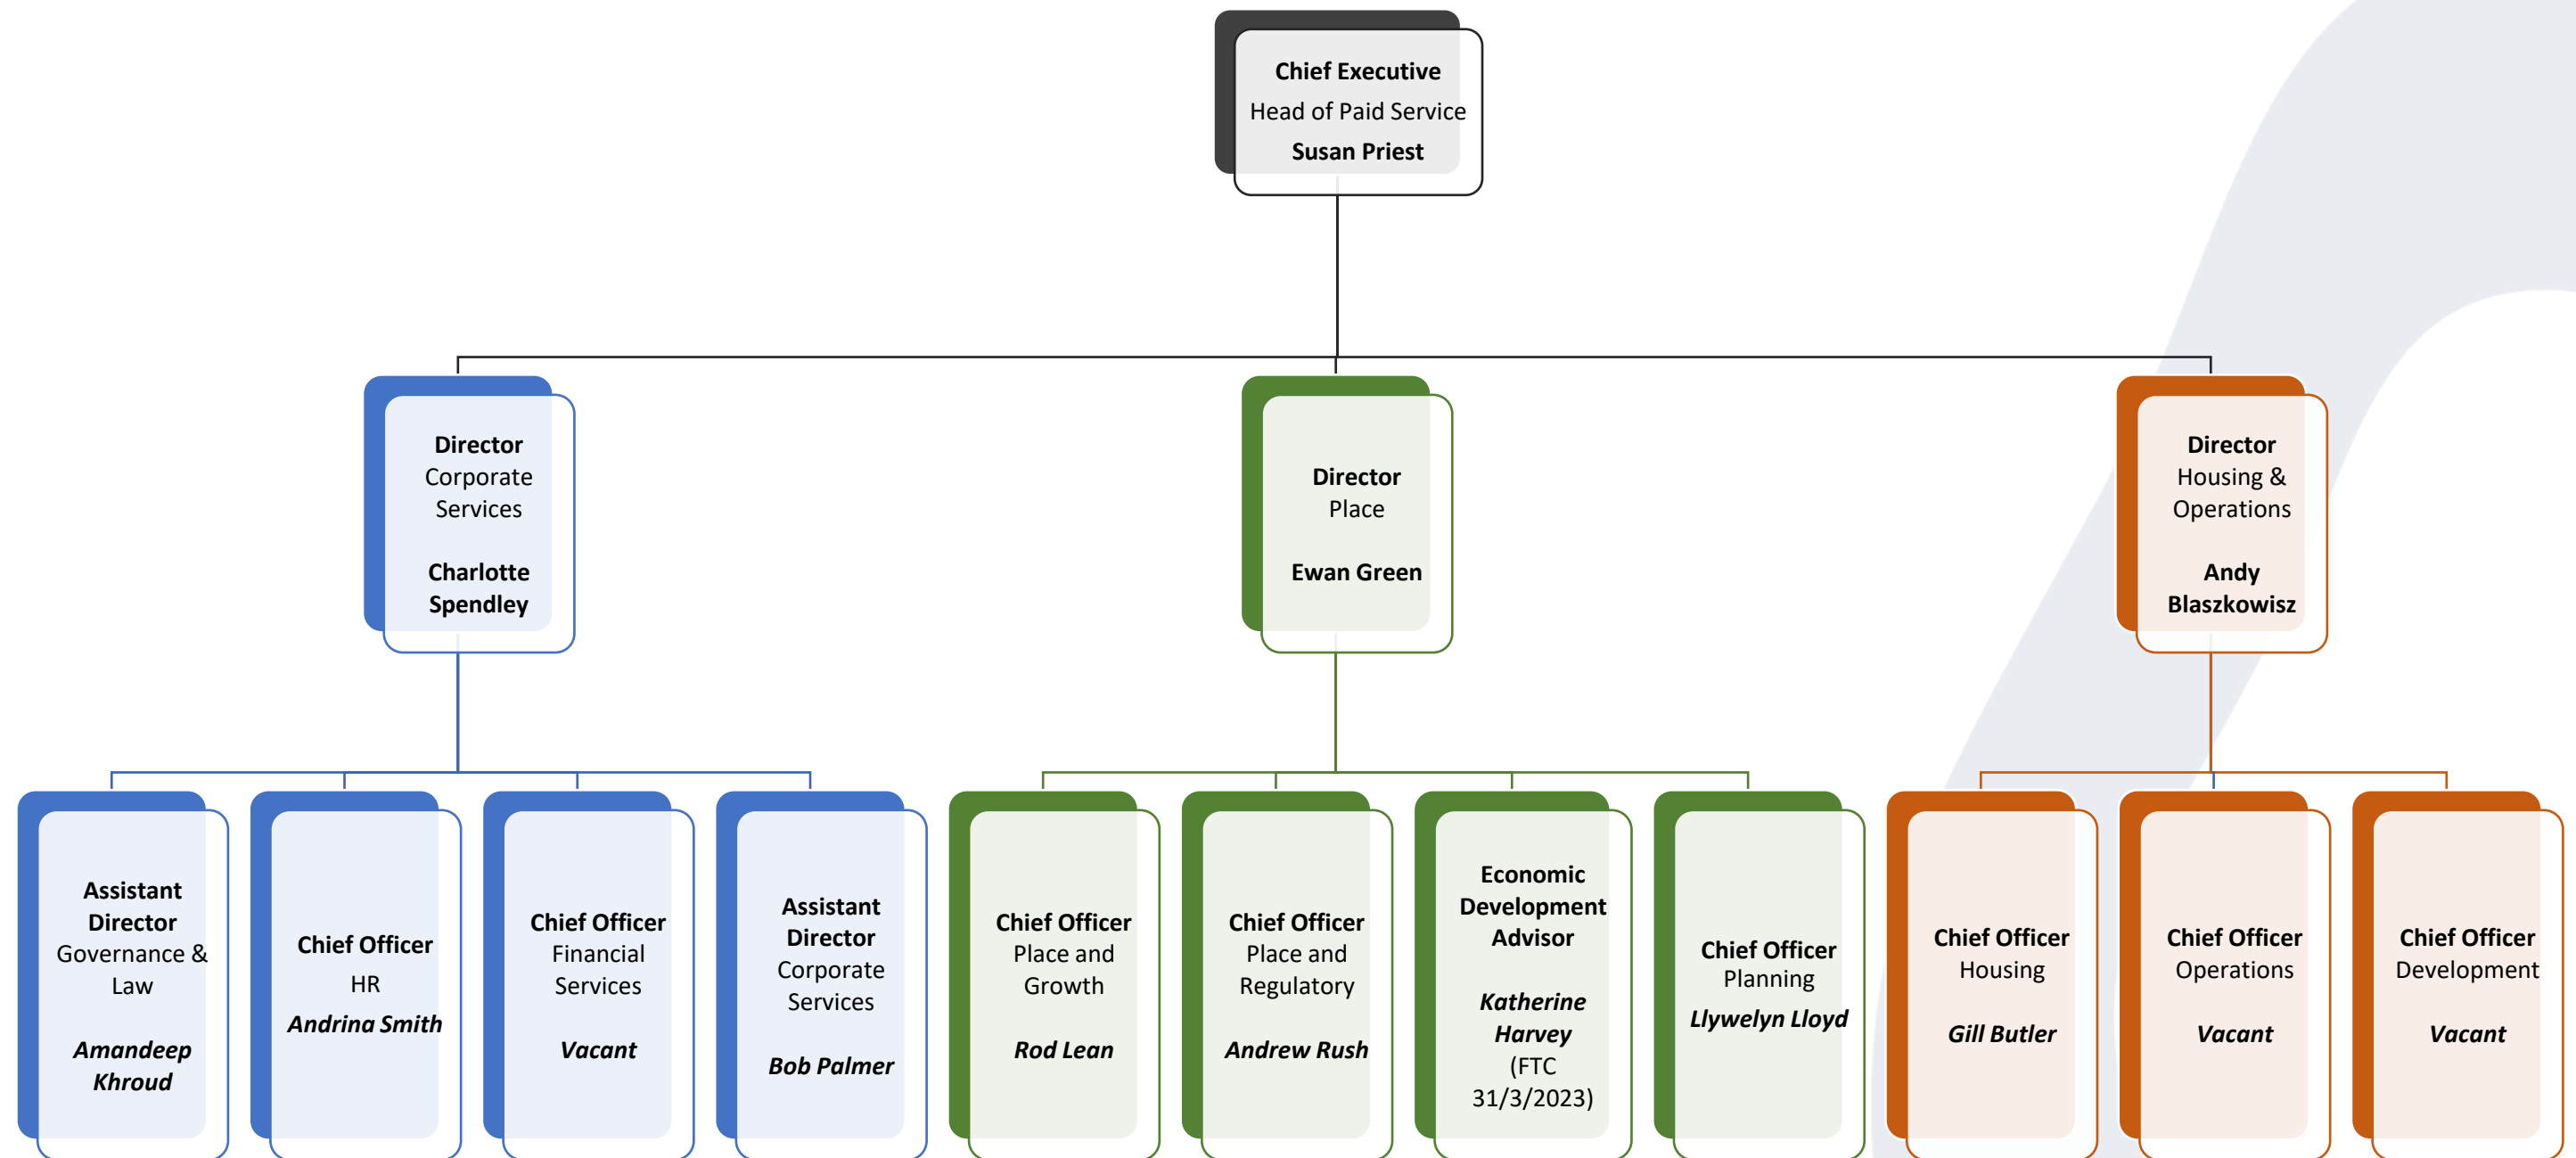 Chief Executive
Head of Paid Service
Susan Priest
Director
Corporate
Services
Charlotte
Spendley
Director
Place
Ewan Green
Director
Housing &
Operations
Andy
Blaszkowisz
Assistant
Director
Governance &
Law
Amandeep
Khroud
Chief Officer
HR
Andrina Smith
Chief Officer
Financial
Services
Vacant
Assistant
Director
Corporate
Services
Bob Palmer
Chief Officer
Place and
Growth
Rod Lean
Chief Officer
Place and
Regulatory
Andrew Rush
Economic
Development
Advisor
Katherine
Harvey
(FTC
31/3/2023)
Chief Officer
Planning
Llywelyn Lloyd
Chief Officer
Housing
Gill Butler
Chief Officer
Operations
Vacant
Chief Officer
Development
Vacant